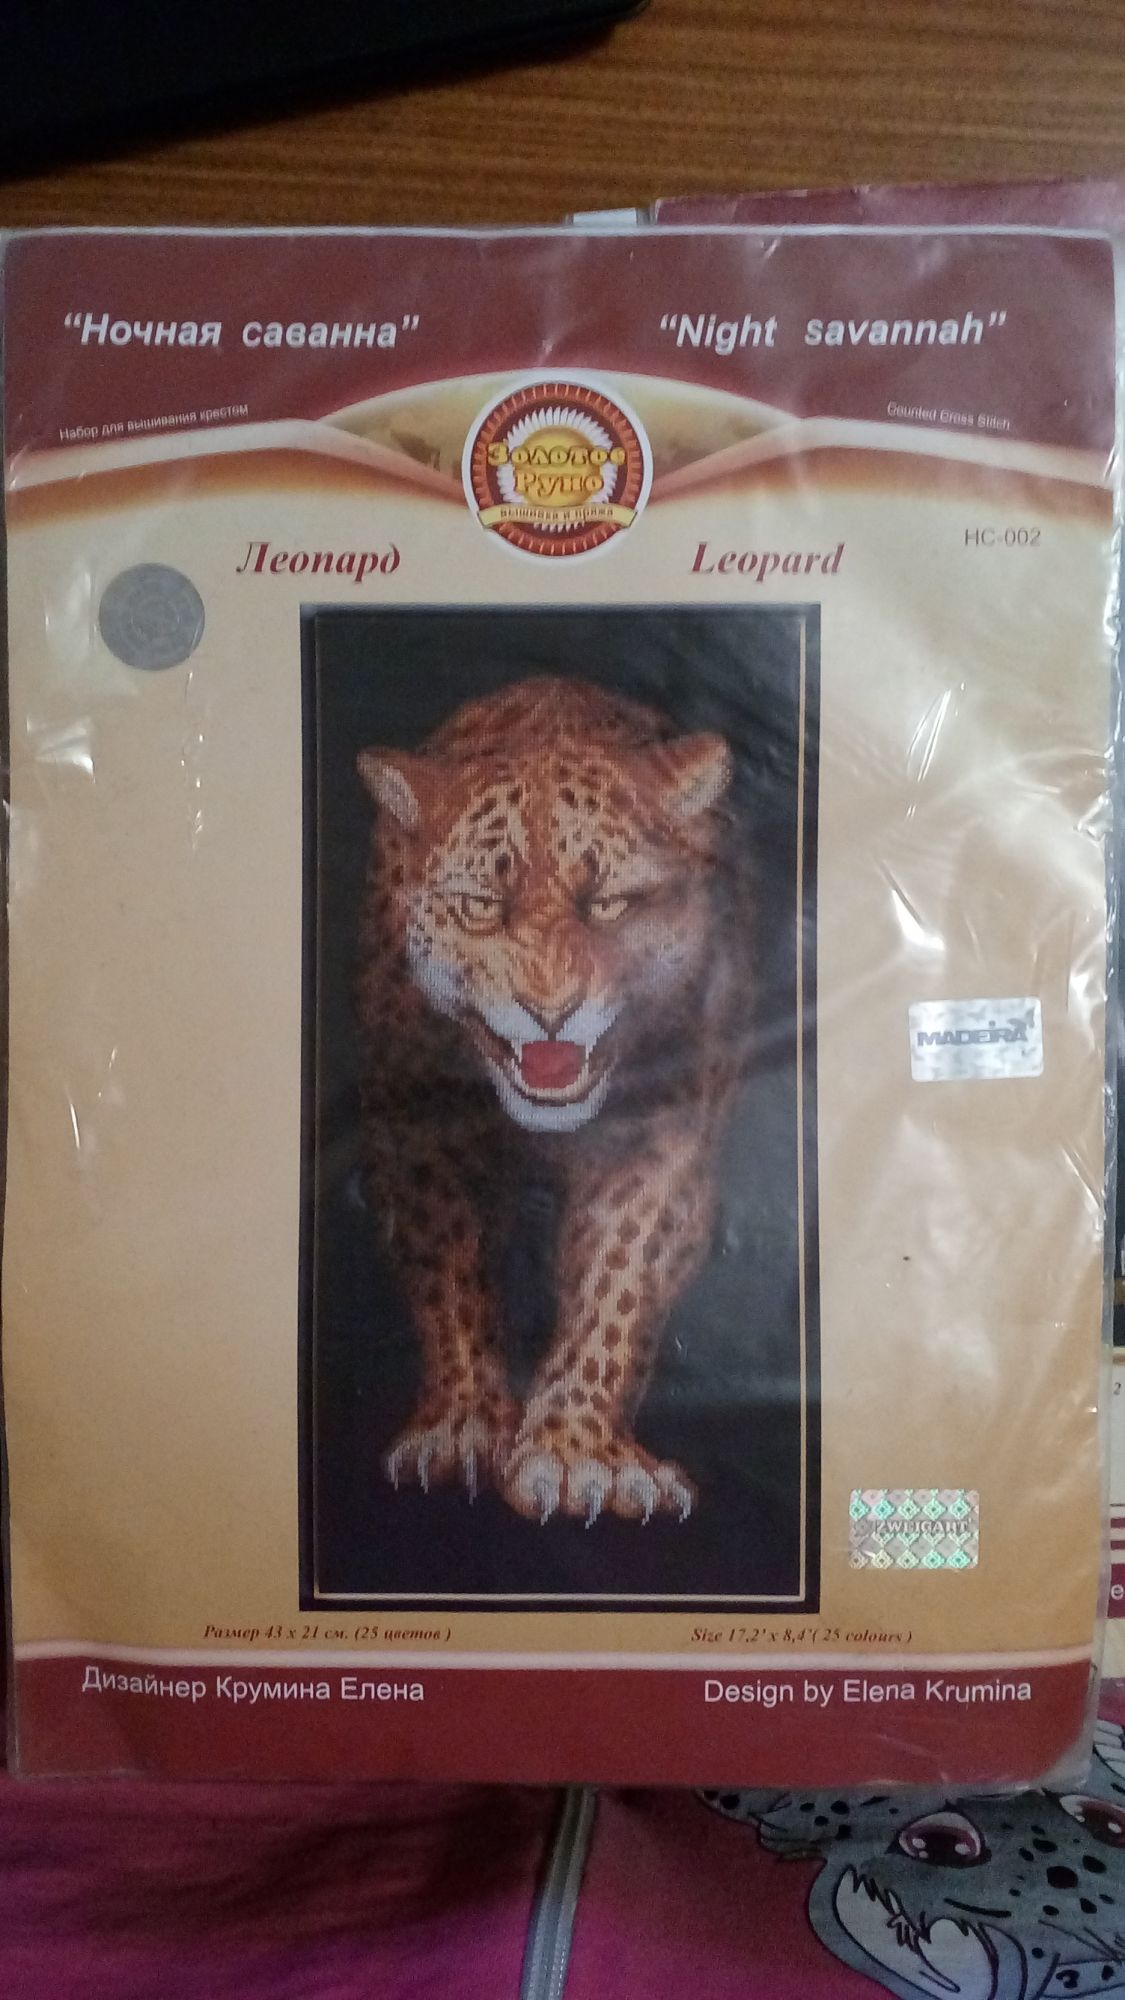 “Ночная саванна”
“Night savannah”
Набор для вышивания крестом
Counted Cross Stitch
Золотое
Руно
вышивка и пряжа
НС-002
Леопард
Leopard
MADEIRA
ZWEIGART
Размер 43 х 21 см. (25 цветов )
Size 17,2' x 8,4'( 25 colours )
Дизайнер Крумина Елена
Design by Elena Krumina